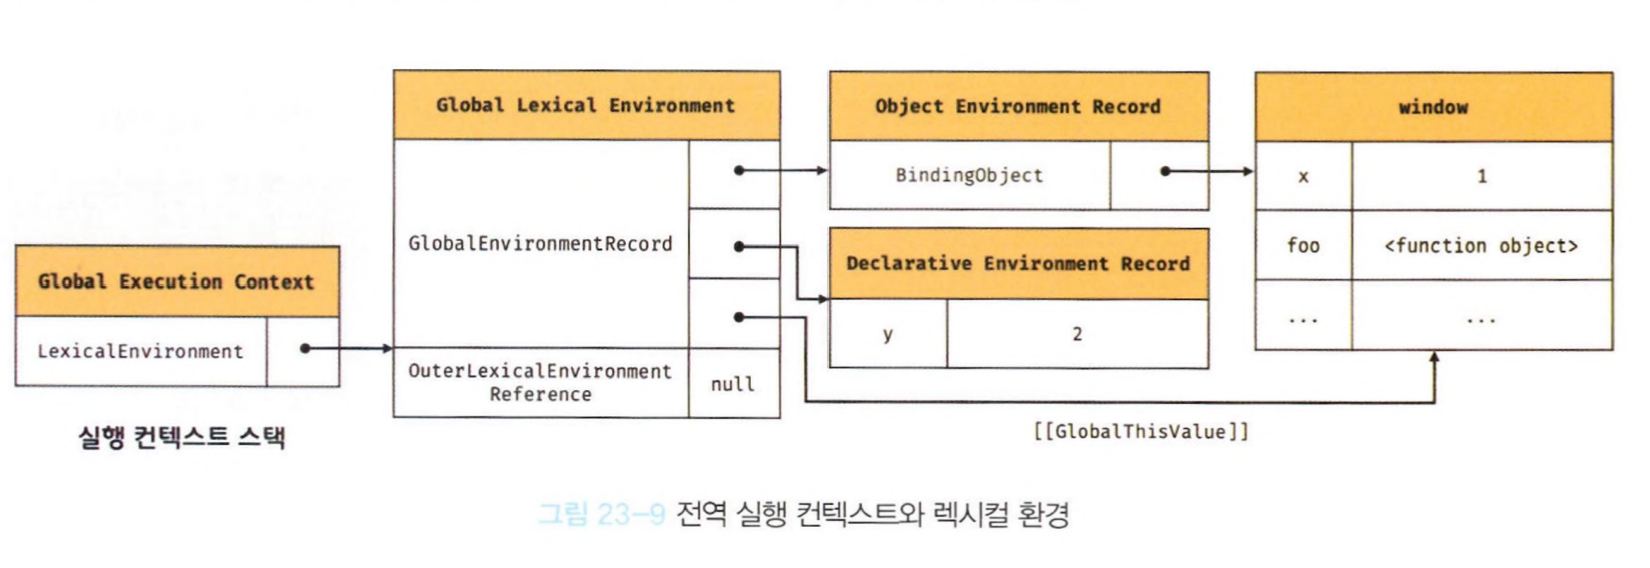 Global Execution Context
LexicalEnvironment
실행 컨텍스트 스택
Global Lexical Environment
GlobalEnvironmentRecord
OuterLexicalEnvironment
Reference
null
Object Environment Record
BindingObject
Declarative Environment Record
y
2
window
x
1
foo
<function object>
...
...
[[GlobalThisValue]]
그림 23-9 전역 실행 컨텍스트와 렉시컬 환경